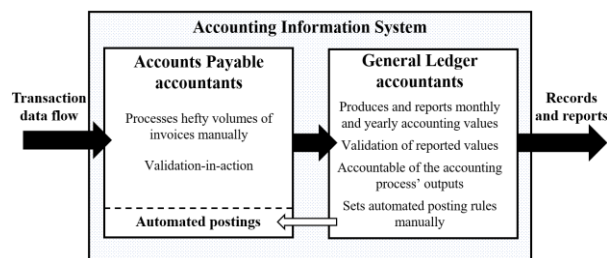 Accounting Information System
Transaction
data flow
Accounts Payable
accountants
Processes hefty volumes of
invoices manually
Validation-in-action
Automated postings
General Ledger
accountants
Produces and reports monthly
and yearly accounting values
Validation of reported values
Accountable of the accounting
process' outputs
Sets automated posting rules
manually
Records
and reports